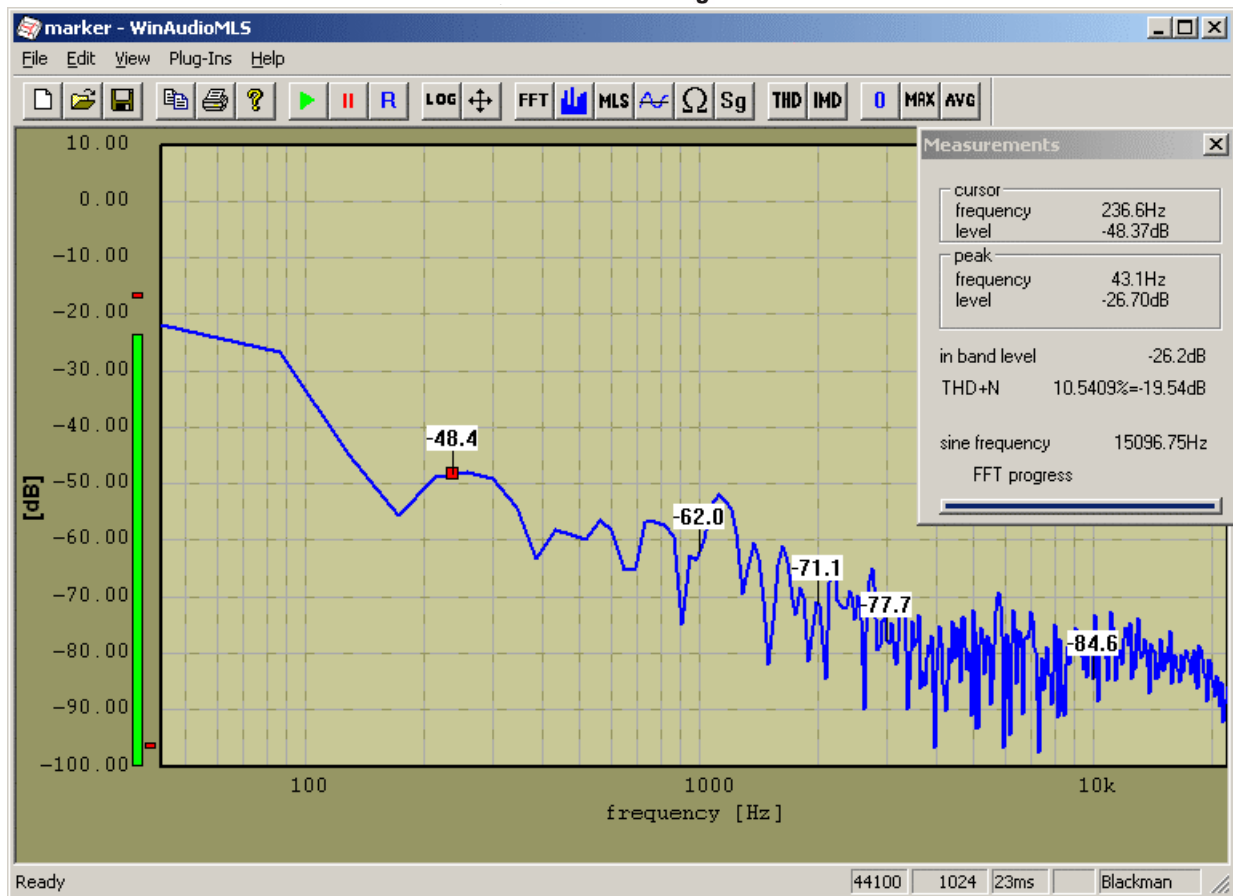 marker - WinAudioMLS
File Edit View Plug-Ins Help
R LOG FFT MLS Ω Sg THD IMD 0 MAX AVG
Measurements
cursor
frequency 236.6Hz
level -48.37dB
peak
frequency 43.1Hz
level -26.70dB
in band level -26.2dB
THD+N 10.5409%=-19.54dB
sine frequency 15096.75Hz
FFT progress
10.00
0.00
-10.00
-20.00
-30.00
-40.00
-50.00
-60.00
-70.00
-80.00
-90.00
-100.00
[dB]
-48.4
-62.0
-71.1
-77.7
-84.6
100 1000 10k
frequency [Hz]
Ready 44100 1024 23ms Blackman